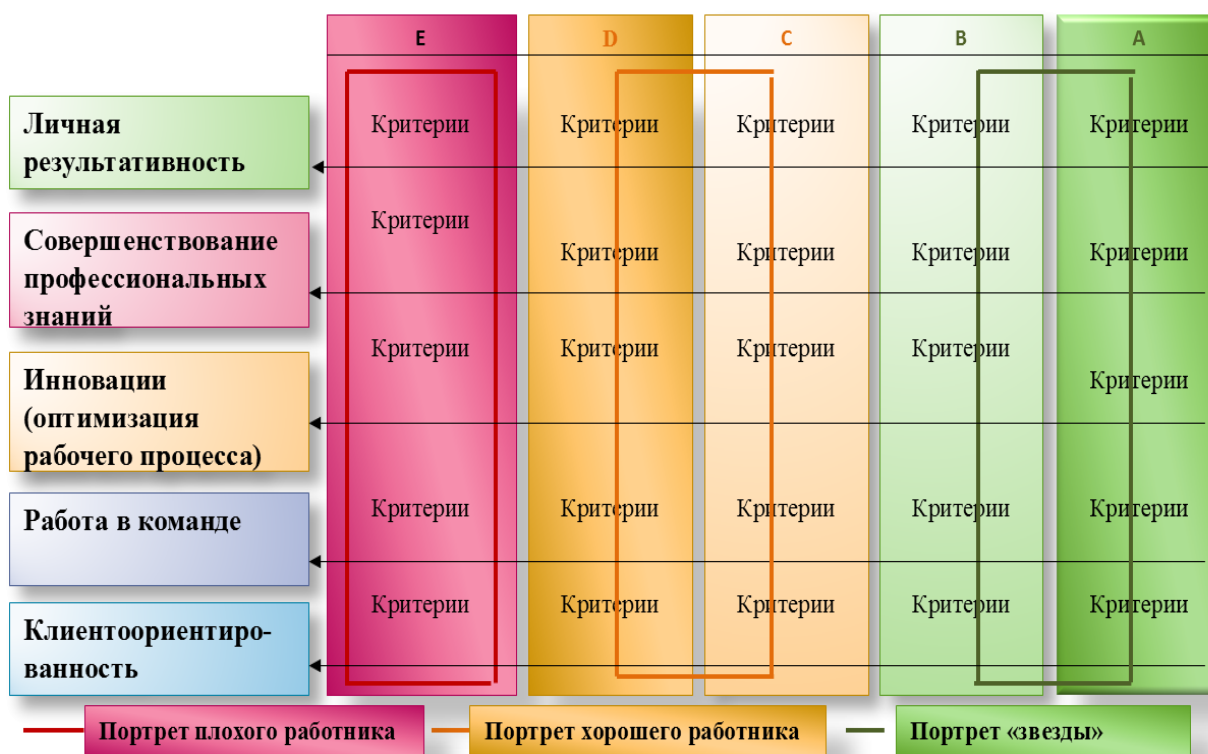 E D C B A
Личная
результативность
Критерии Критерии Критерии Критерии Критерии
Совершенствование
профессиональных
знаний
Критерии Критерии Критерии Критерии Критерии
Инновации
(оптимизация
рабочего процесса)
Критерии Критерии Критерии Критерии Критерии
Работа в команде
Критерии Критерии Критерии Критерии Критерии
Клиентоориентиро-
ванность
Критерии Критерии Критерии Критерии Критерии
Портрет плохого работника
Портрет хорошего работника
Портрет «звезды»